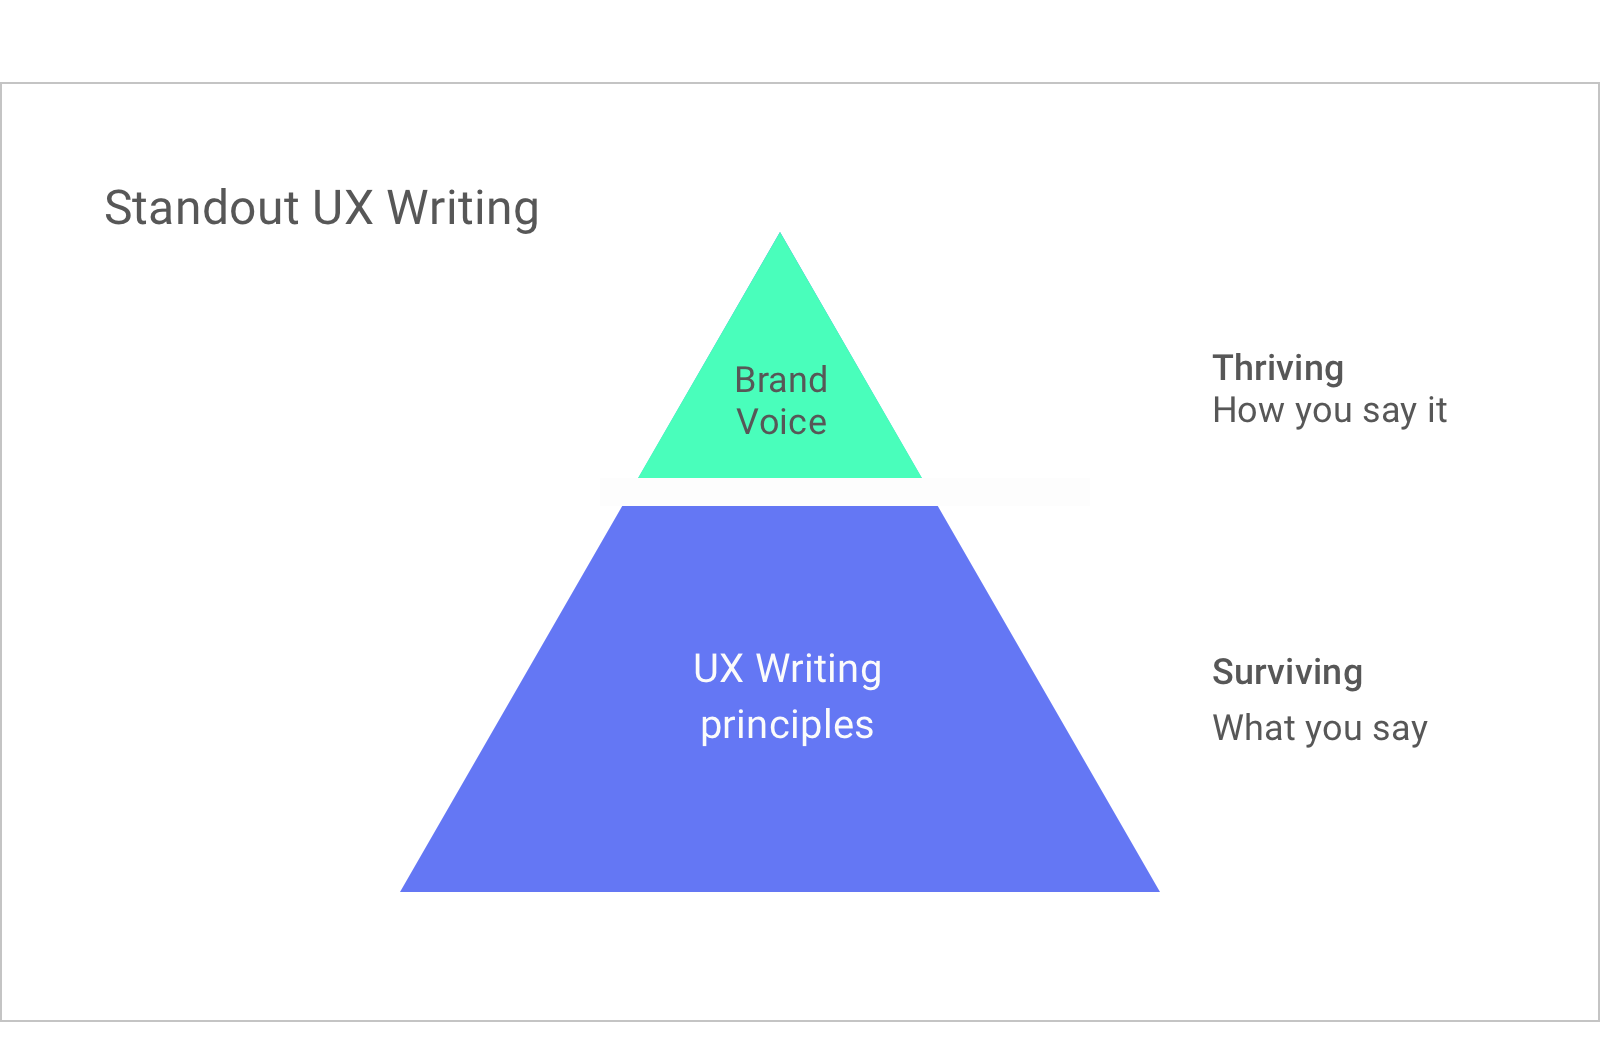 Standout UX Writing
Brand
Voice
Thriving
How you say it
UX Writing
principles
Surviving
What you say